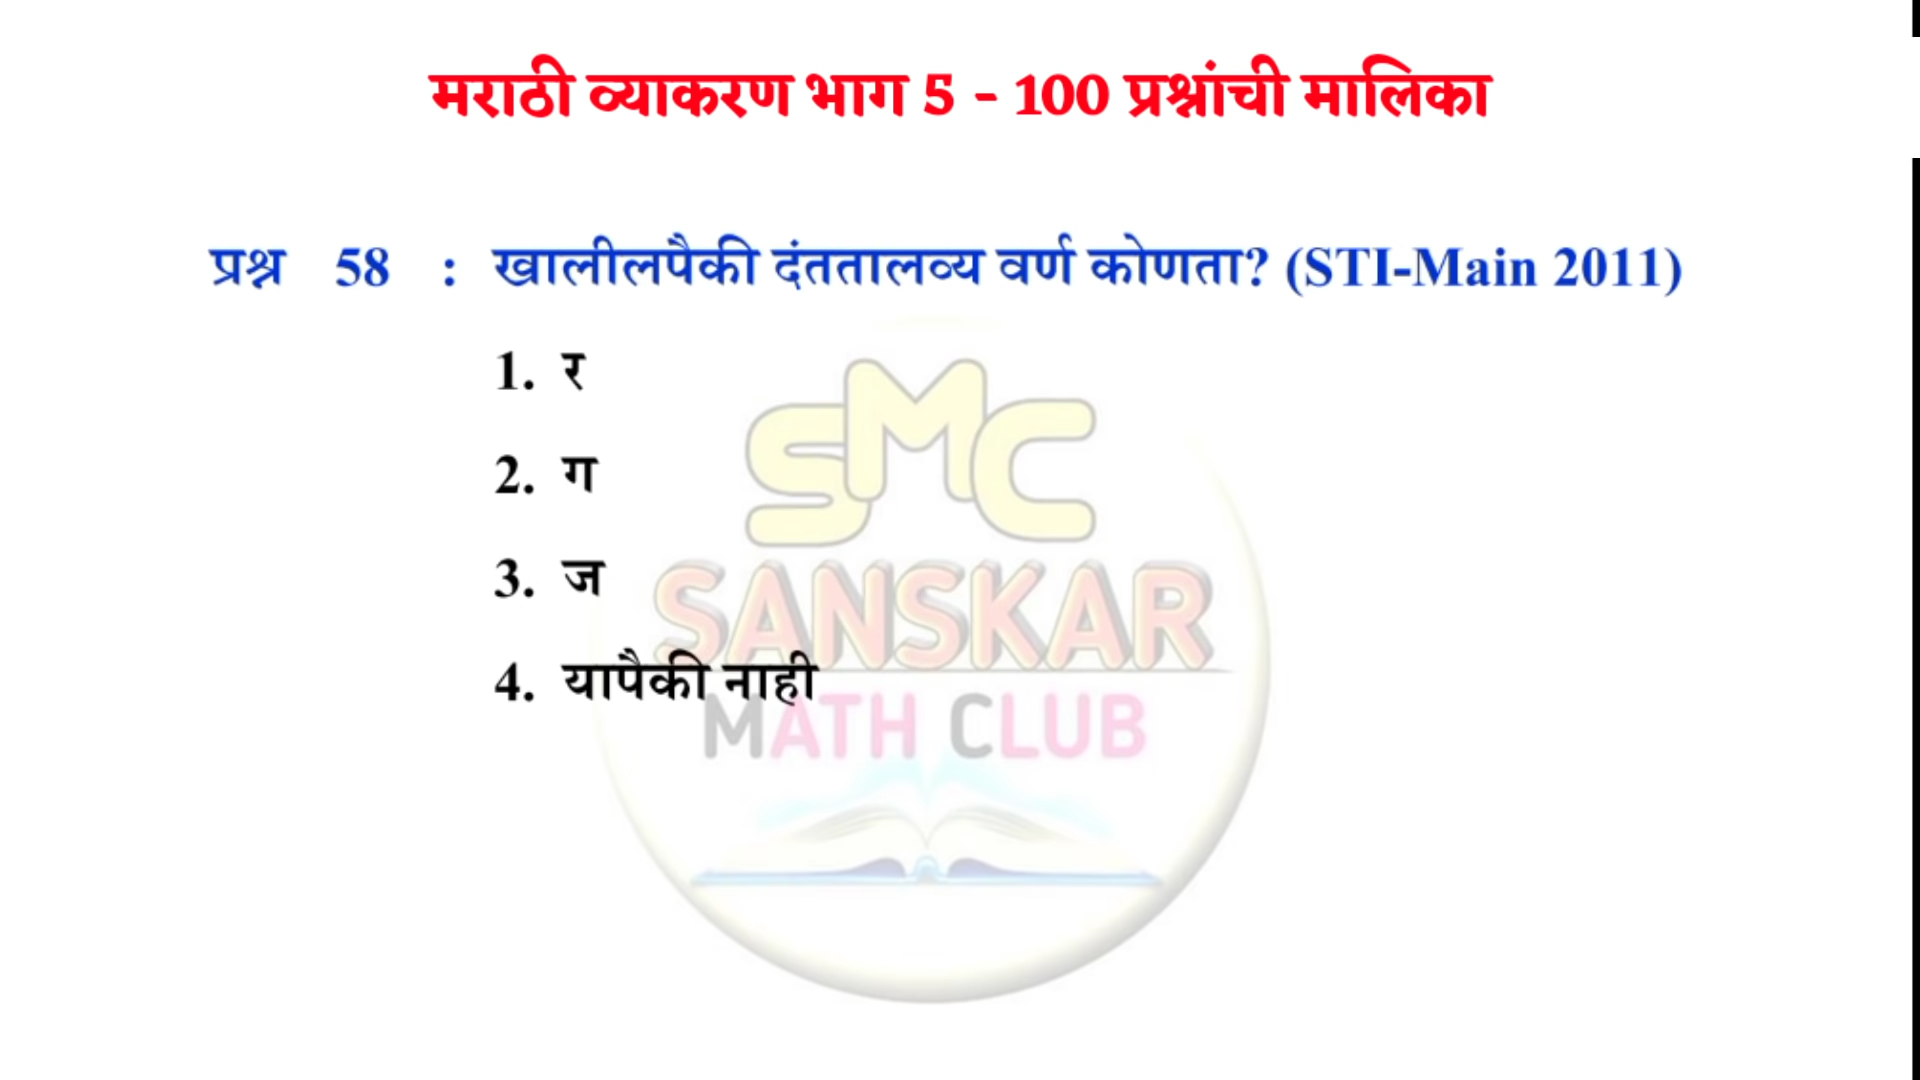 मराठी व्याकरण भाग 5 - 100 प्रश्नांची मालिका
प्रश्न 58 : खालीलपैकी दंततालव्य वर्ण कोणता? (STI-Main 2011)
1. र
2. ग
3. ज
4. यापैकी नाही
SMC
SANSKAR
MATH CLUB